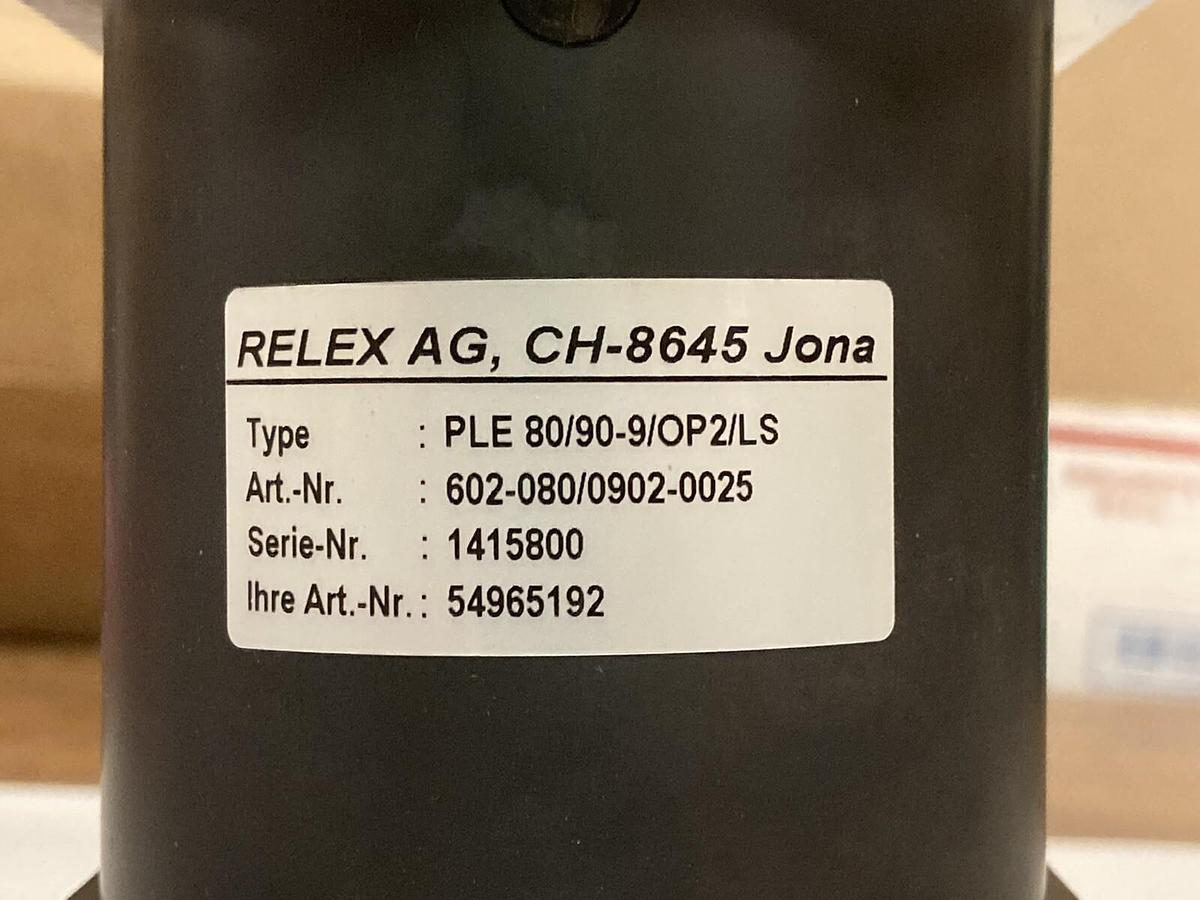 RELEX AG, CH-8645 Jona
Type : PLE 80/90-9/OP2/LS
Art.-Nr. : 602-080/0902-0025
Serie-Nr. : 1415800
Ihre Art.-Nr. : 54965192